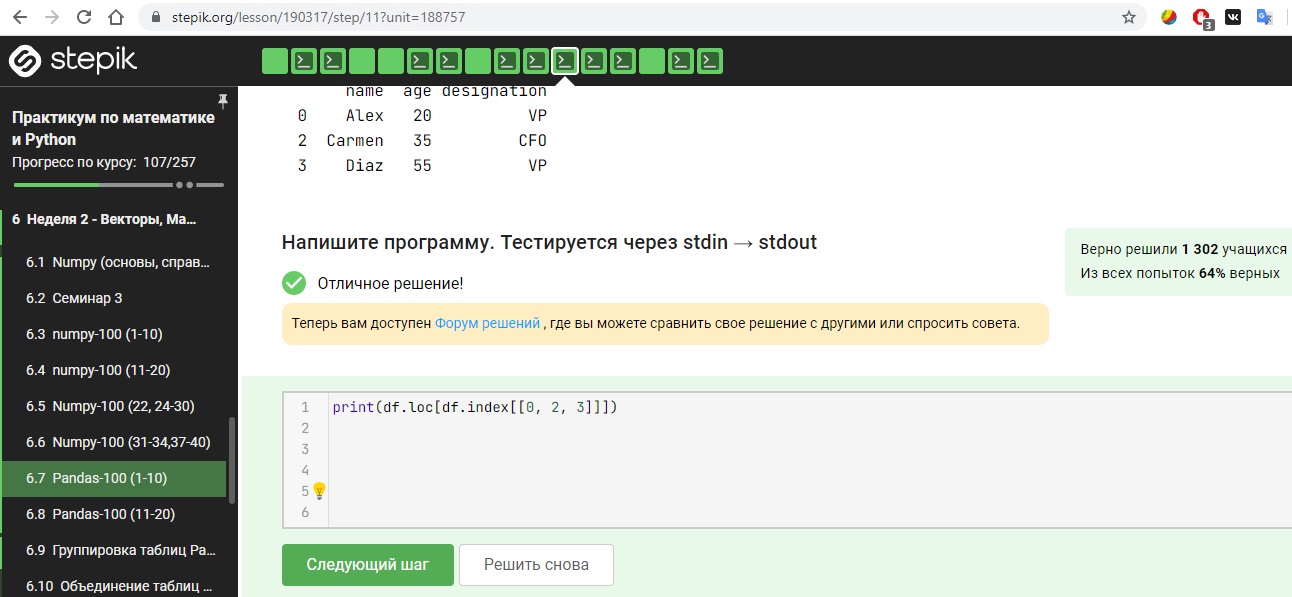 stepik.org/lesson/190317/step/11?unit=188757
3
stepik
Практикум по математике
и Python
Прогресс по курсу: 107/257
6 Неделя 2 - Векторы, Ма...
6.1 Numpy (основы, справ...
6.2 Семинар 3
6.3 numpy-100 (1-10)
6.4 numpy-100 (11-20)
6.5 Numpy-100 (22, 24-30)
6.6 Numpy-100 (31-34,37-40)
6.7 Pandas-100 (1-10)
6.8 Pandas-100 (11-20)
6.9 Группировка таблиц Pa...
6.10 Объединение таблиц ...
name age designation
0 Alex 20 VP
2 Carmen 35 CFO
3 Diaz 55 VP
Напишите программу. Тестируется через stdin → stdout
Отличное решение!
Теперь вам доступен Форум решений , где вы можете сравнить свое решение с другими или спросить совета.
Верно решили 1 302 учащихся
Из всех попыток 64% верных
1 print(df.loc[df.index[[0, 2, 3]]])
2
3
4
5
6
Следующий шаг
Решить снова